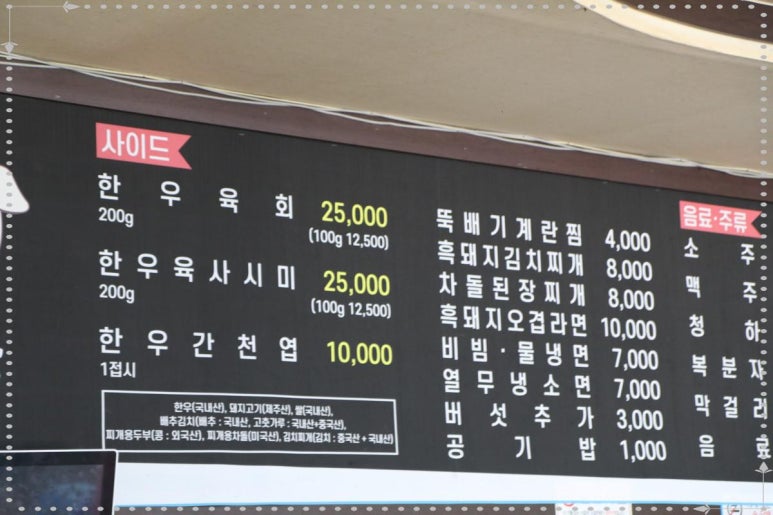 사이드
한우육회 25,000
200g (100g 12,500)
한우육사시미 25,000
200g (100g 12,500)
한우간천엽 10,000
1접시
한우(국내산), 돼지고기(제주산), 쌀(국내산),
배추김치(배추 : 국내산, 고춧가루 : 국내산+중국산),
찌개용두부(콩 : 외국산), 찌개용차돌(미국산), 김치찌개(김치 : 중국산 + 국내산)
뚝배기계란찜 4,000
흑돼지김치찌개 8,000
차돌된장찌개 8,000
흑돼지오겹라면 10,000
비빔·물냉면 7,000
열무냉소면 7,000
버섯추가 3,000
공기밥 1,000
음료·주류
소주
맥주
청하
복분자
막걸리
음료